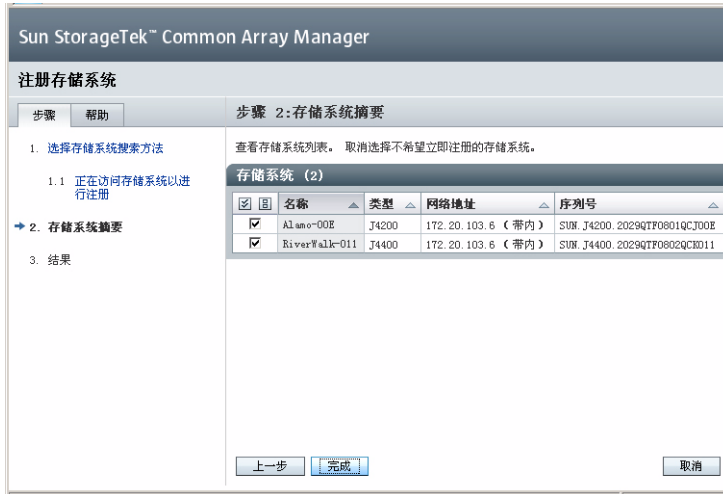 Sun StorageTek™ Common Array Manager
注册存储系统
步骤 帮助
1. 选择存储系统搜索方法
1.1 正在访问存储系统以进
行注册
2. 存储系统摘要
3. 结果
步骤 2:存储系统摘要
查看存储系统列表。 取消选择不希望立即注册的存储系统。
存储系统 (2)
名称 类型 网络地址 序列号
Alamo-00E J4200 172.20.103.6 (带内) SUN.J4200.2029QTF0801QCJ00E
RiverWalk-011 J4400 172.20.103.6 (带内) SUN.J4400.2029QTF0802QCK011
上一步 完成 取消